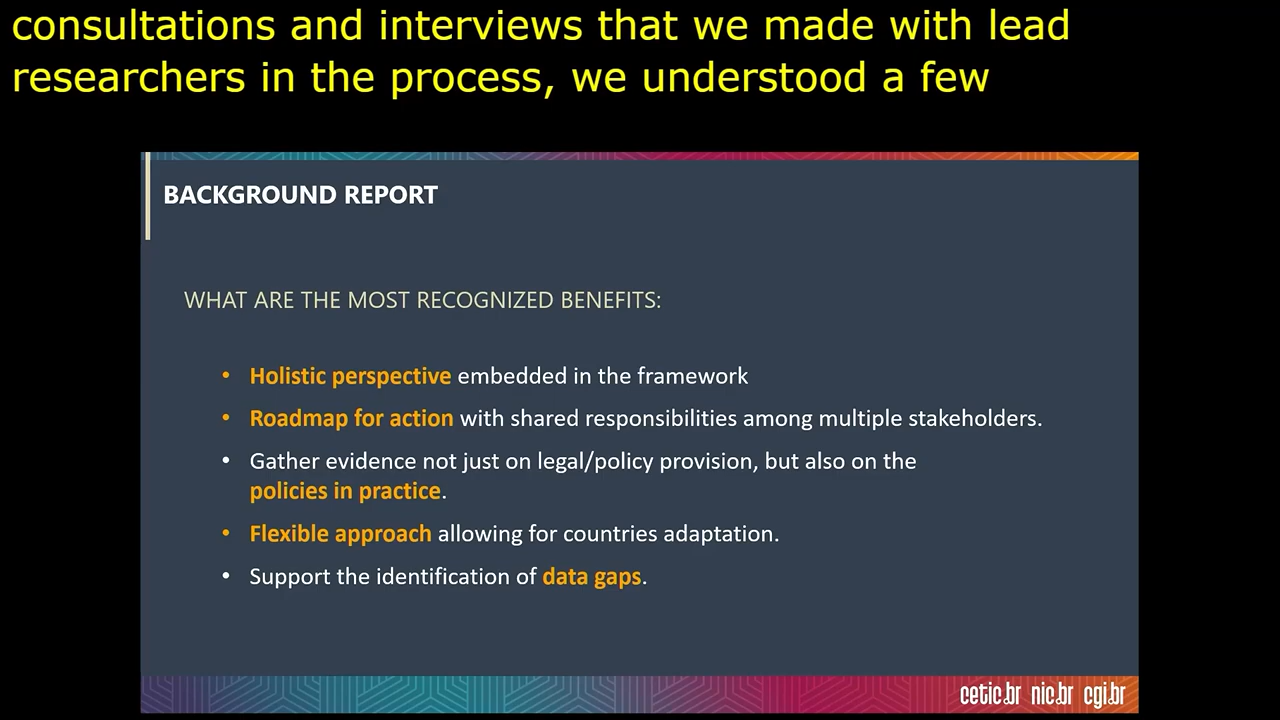 consultations and interviews that we made with lead
researchers in the process, we understood a few
BACKGROUND REPORT
WHAT ARE THE MOST RECOGNIZED BENEFITS:
• Holistic perspective embedded in the framework
• Roadmap for action with shared responsibilities among multiple stakeholders.
• Gather evidence not just on legal/policy provision, but also on the
policies in practice.
• Flexible approach allowing for countries adaptation.
• Support the identification of data gaps.
cetic.br nic.br cgi.br